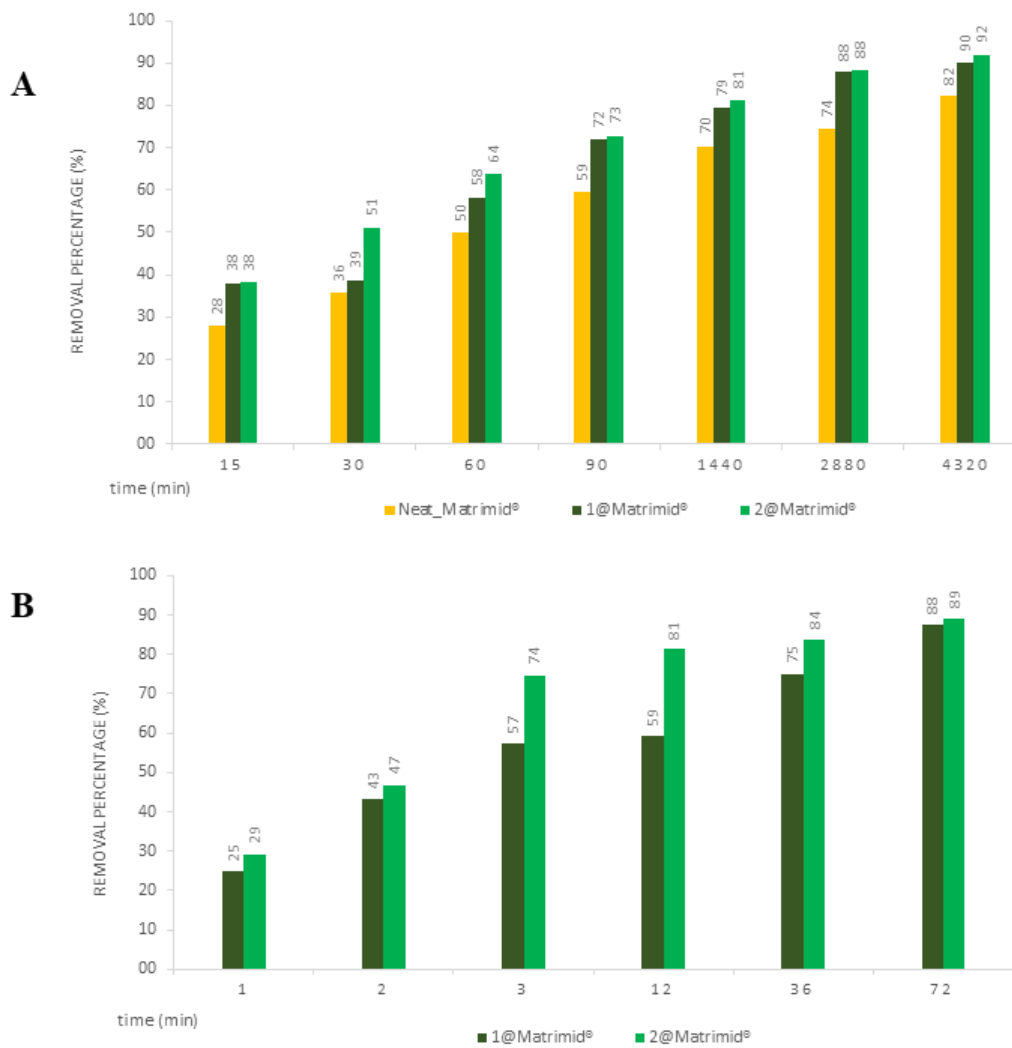 A
REMOVAL PERCENTAGE (%)
100
90
80
70
60
50
40
30
20
10
00
28 38 38
36 39 51
50 58 64
59 72 73
70 79 81
74 88 88
82 90 92
15 30 60 90 1440 2880 4320
time (min)
Neat_Matrimid® 1@Matrimid® 2@Matrimid®
B
REMOVAL PERCENTAGE (%)
100
90
80
70
60
50
40
30
20
10
00
25 29
43 47
57 74
59 81
75 84
88 89
1 2 3 12 36 72
time (min)
1@Matrimid® 2@Matrimid®